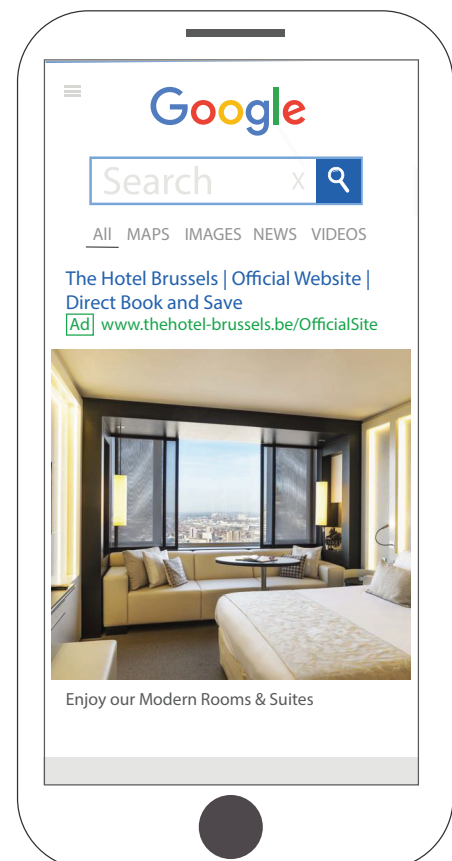 Google
Search X
All MAPS IMAGES NEWS VIDEOS
The Hotel Brussels | Official Website |
Direct Book and Save
Ad www.thehotel-brussels.be/OfficialSite
Enjoy our Modern Rooms & Suites